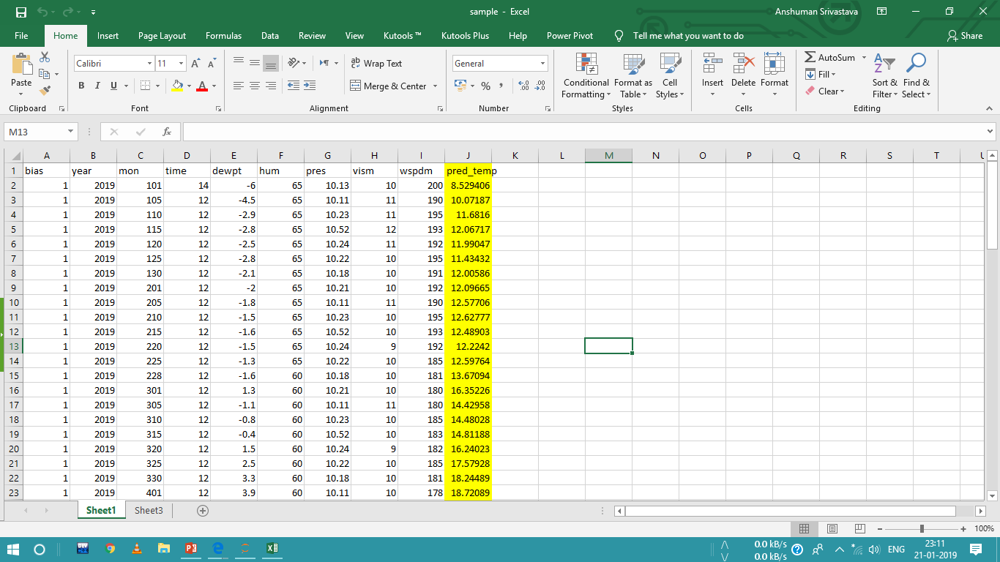 sample - Excel
Anshuman Srivastava
File Home Insert Page Layout Formulas Data Review View Kutools ™ Kutools Plus Help Power Pivot Tell me what you want to do Share
Paste
Calibri 11
B I U A
Wrap Text
Merge & Center
General
%
Conditional Formatting
Format as Table
Cell Styles
Insert Delete Format
AutoSum
Fill
Clear
Sort & Filter
Find & Select
Clipboard Font Alignment Number Styles Cells Editing
M13 fx
A B C D E F G H I J K L M N O P Q R S T U
1 bias year mon time dewpt hum pres vism wspdm pred_temp
2 1 2019 101 14 -6 65 10.13 10 200 8.529406
3 1 2019 105 12 -4.5 65 10.11 11 190 10.07187
4 1 2019 110 12 -2.9 65 10.23 11 195 11.6816
5 1 2019 115 12 -2.8 65 10.52 12 193 12.06717
6 1 2019 120 12 -2.5 65 10.24 11 192 11.99047
7 1 2019 125 12 -2.8 65 10.22 10 195 11.43432
8 1 2019 130 12 -2.1 65 10.18 10 191 12.00586
9 1 2019 201 12 -2 65 10.21 10 192 12.09665
10 1 2019 205 12 -1.8 65 10.11 11 190 12.57706
11 1 2019 210 12 -1.5 65 10.23 10 195 12.62777
12 1 2019 215 12 -1.6 65 10.52 10 193 12.48903
13 1 2019 220 12 -1.5 65 10.24 9 192 12.2242
14 1 2019 225 12 -1.3 65 10.22 10 185 12.59764
15 1 2019 228 12 -1.6 60 10.18 10 181 13.67094
16 1 2019 301 12 1.3 60 10.21 10 180 16.35226
17 1 2019 305 12 -1.1 60 10.11 11 180 14.42958
18 1 2019 310 12 -0.8 60 10.23 10 185 14.48028
19 1 2019 315 12 -0.4 60 10.52 10 183 14.81188
20 1 2019 320 12 1.5 60 10.24 9 182 16.24023
21 1 2019 325 12 2.5 60 10.22 10 185 17.57928
22 1 2019 330 12 3.3 60 10.18 10 181 18.24489
23 1 2019 401 12 3.9 60 10.11 10 178 18.72089
Sheet1 Sheet3
100%
0.0 kB/s
0.0 kB/s
ENG
23:11
21-01-2019